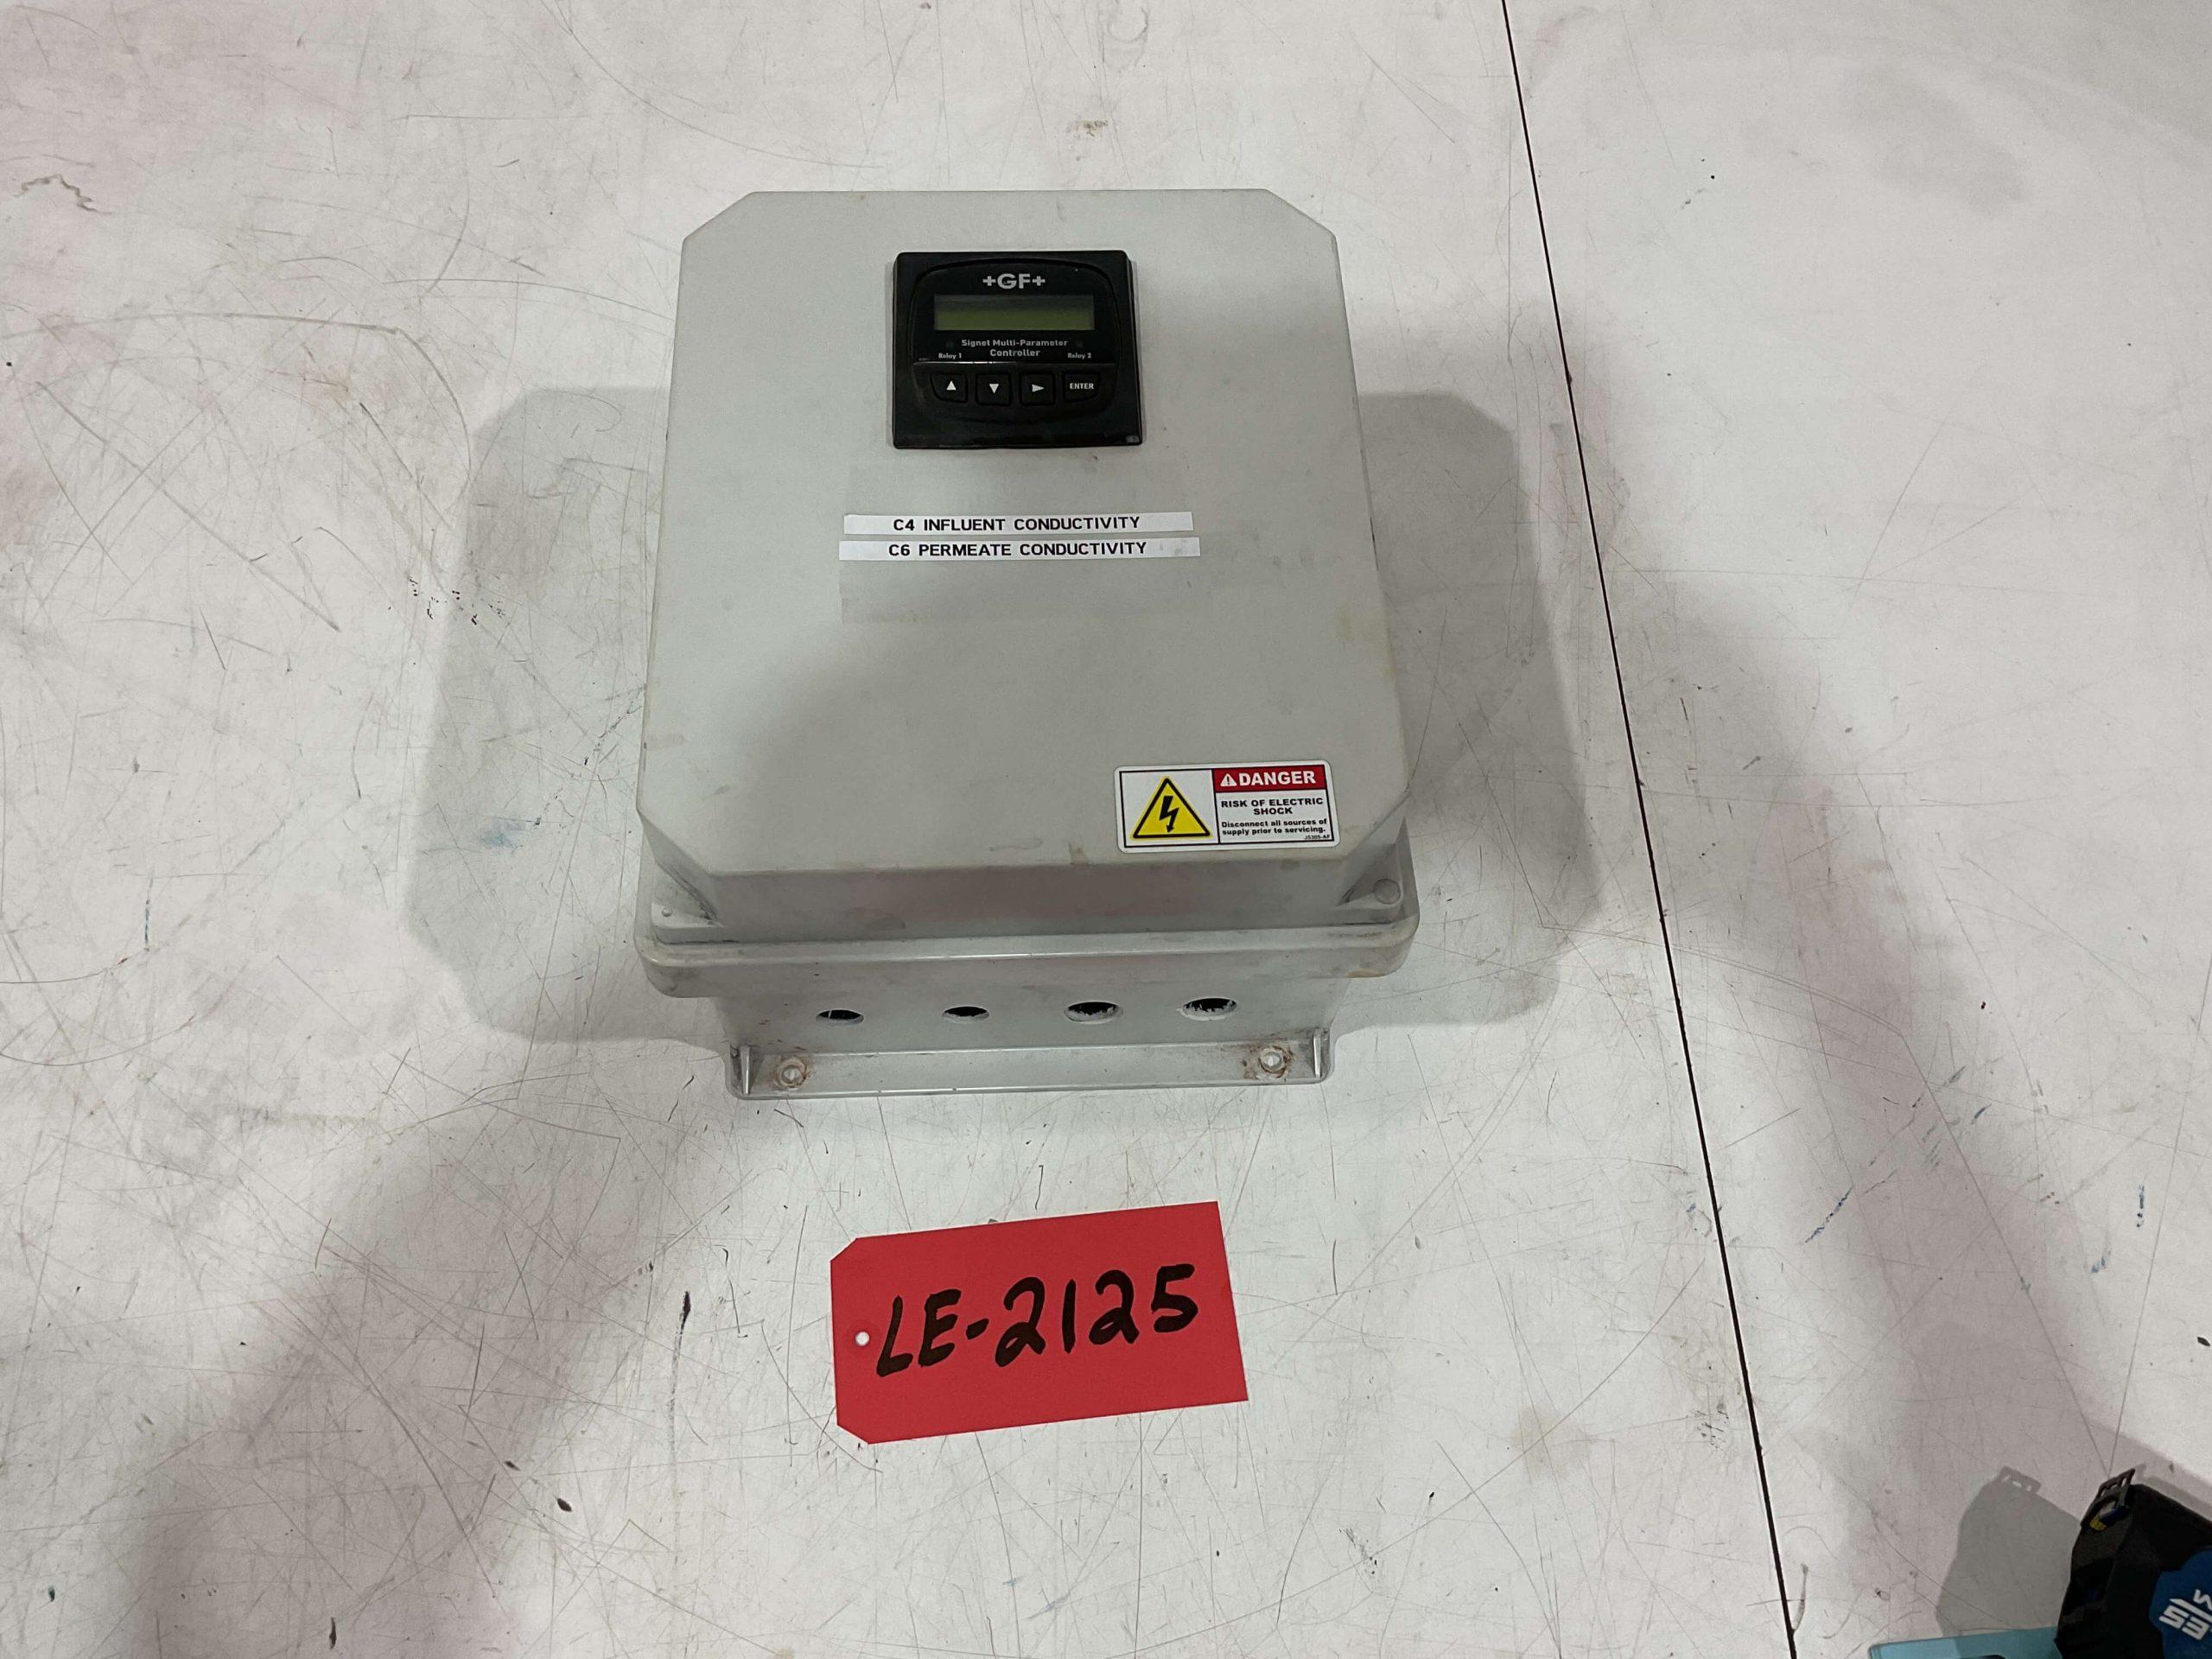 +GF+
Signet Multi-Parameter
Relay 1 Controller Relay 2
ENTER
C4 INFLUENT CONDUCTIVITY
C6 PERMEATE CONDUCTIVITY
DANGER
RISK OF ELECTRIC
SHOCK
Disconnect all sources of
supply prior to servicing.
LE-2125